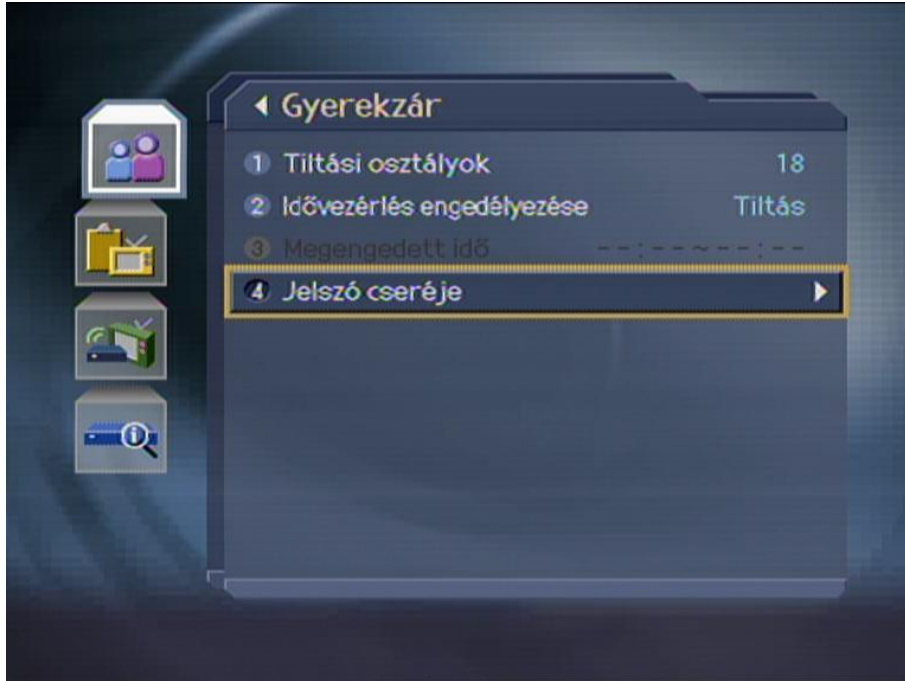 Gyerekzár
1 Tiltási osztályok 18
2 Idővezérlés engedélyezése Tiltás
3 Megengedett idő --:--~--:--
4 Jelszó cseréje